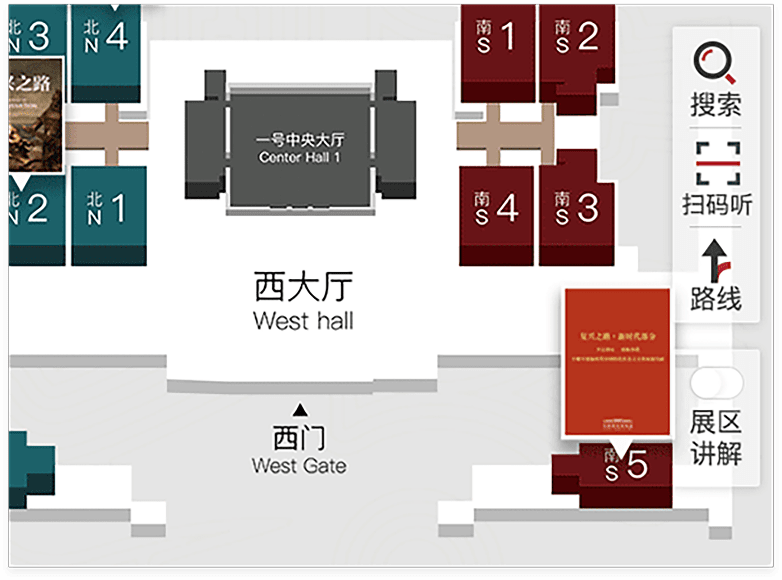 北 N 3
北 N 4
南 S 1
南 S 2
搜索
之路
一号中央大厅
Center Hall 1
扫码听
北 N 2
北 N 1
南 S 4
南 S 3
路线
西大厅
West hall
复兴之路·新时代部分
展区
讲解
西门
West Gate
南 S 5